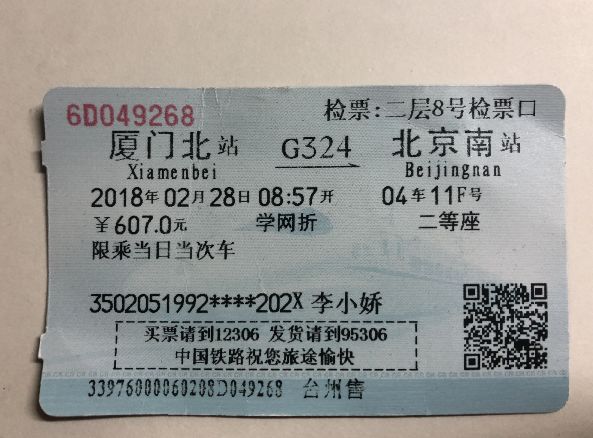 6D049268 检票:二层8号检票口
厦门北站 G324 北京南站
Xiamenbei Beijingnan
2018年02月28日08:57开 04车11F号
￥607.0元 学网折 二等座
限乘当日当次车
3502051992****202X 李小娇
买票请到12306 发货请到95306
中国铁路祝您旅途愉快
33976000060208D049268 台州售